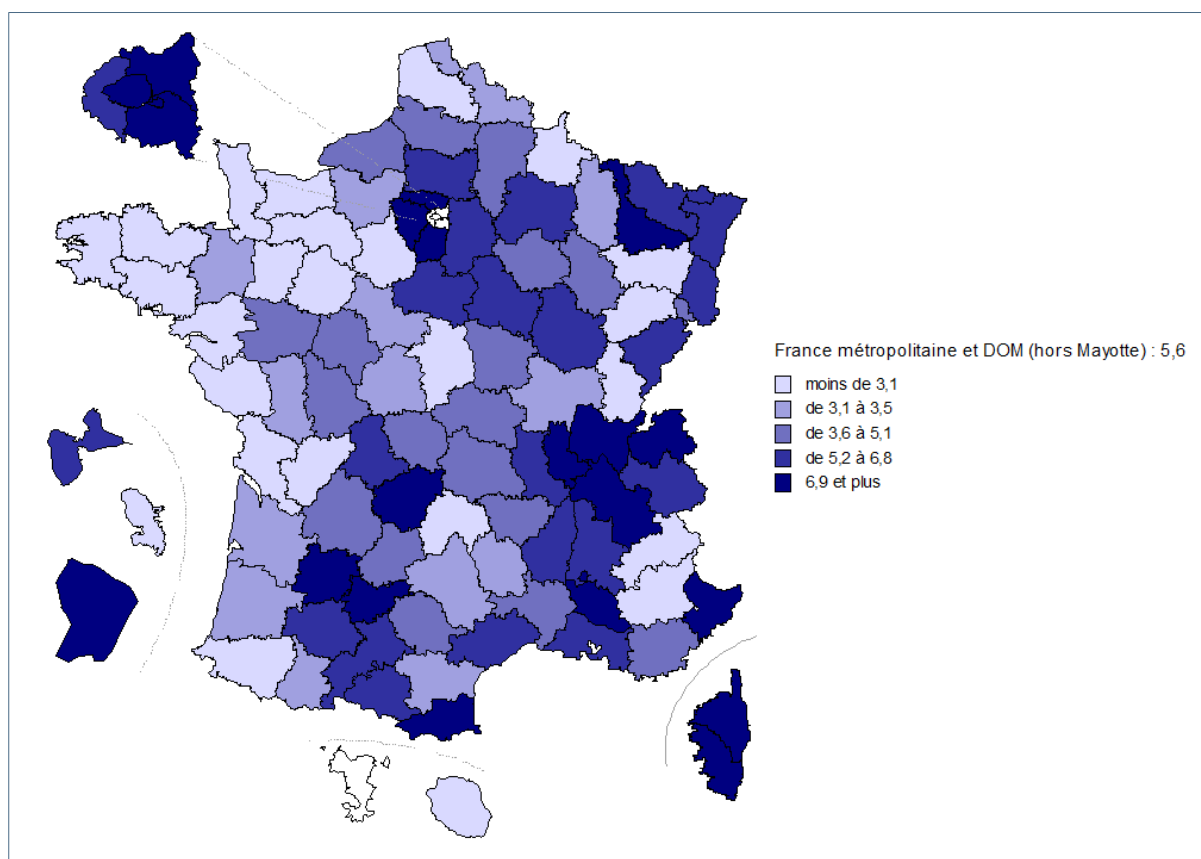 France métropolitaine et DOM (hors Mayotte) : 5,6
moins de 3,1
de 3,1 à 3,5
de 3,6 à 5,1
de 5,2 à 6,8
6,9 et plus